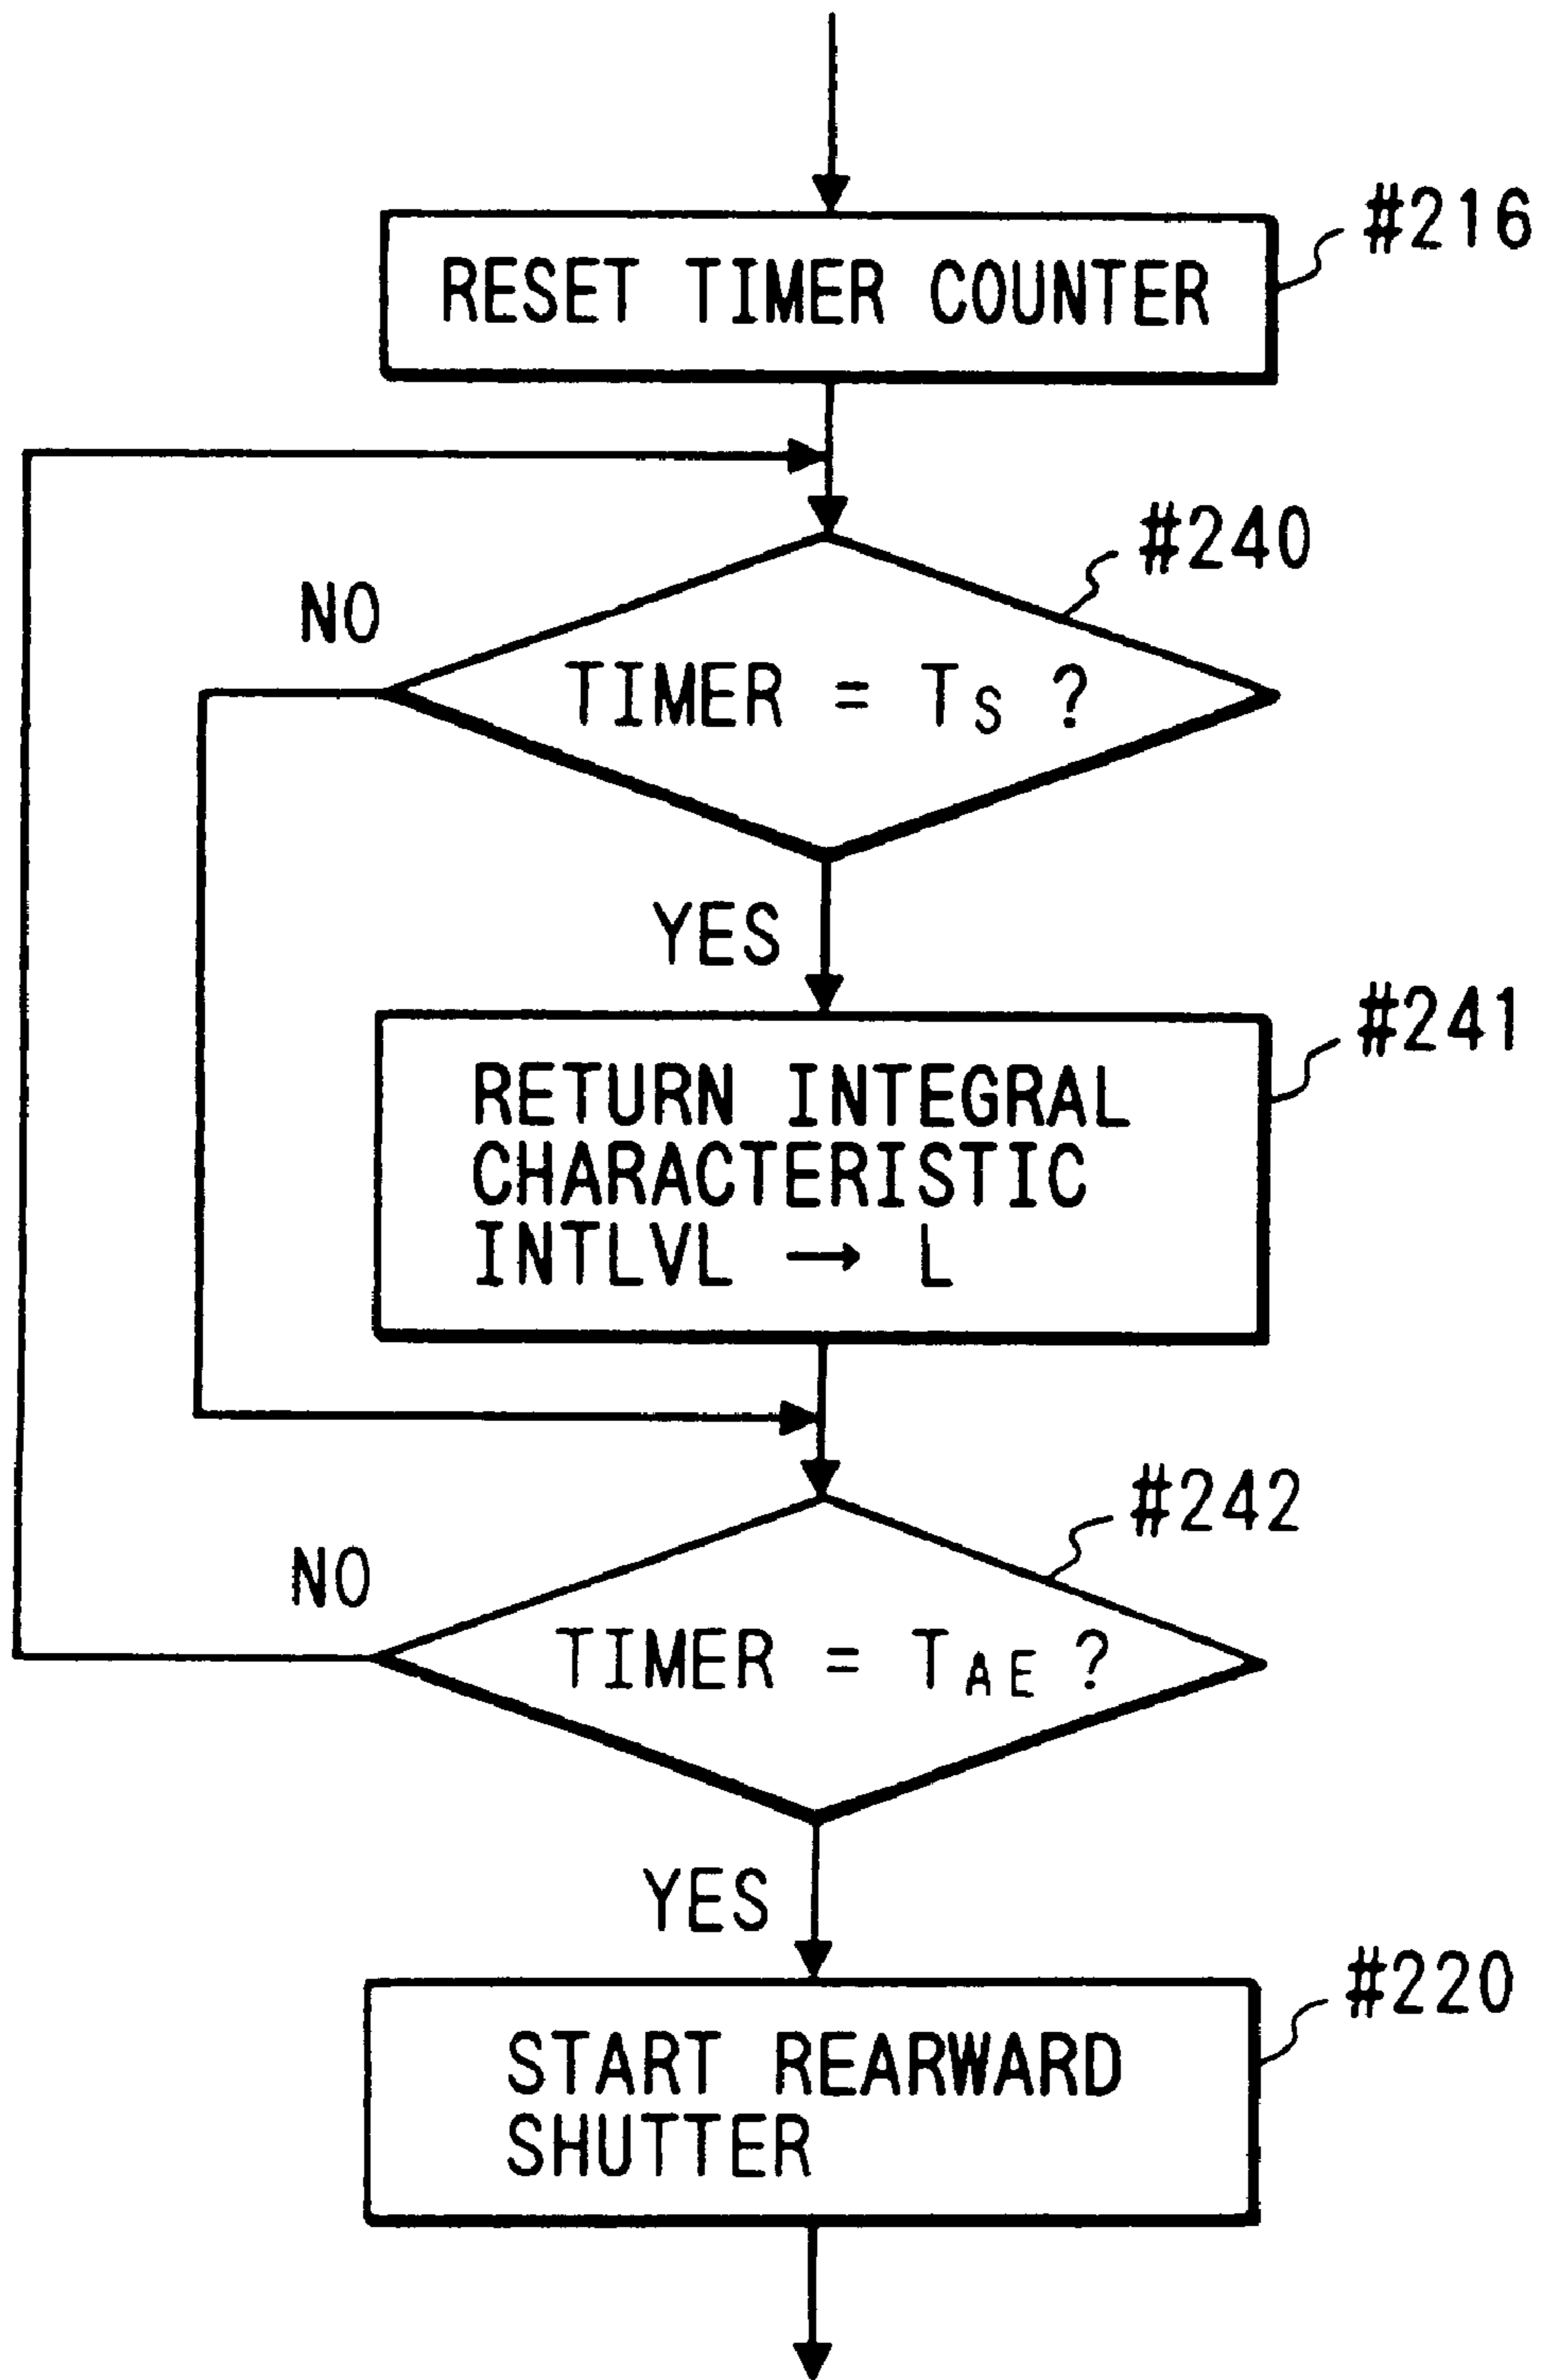 #216
RESET TIMER COUNTER
#240
NO
TIMER = TS ?
YES
#241
RETURN INTEGRAL
CHARACTERISTIC
INTLVL → L
#242
NO
TIMER = TAE ?
YES
#220
START REARWARD
SHUTTER